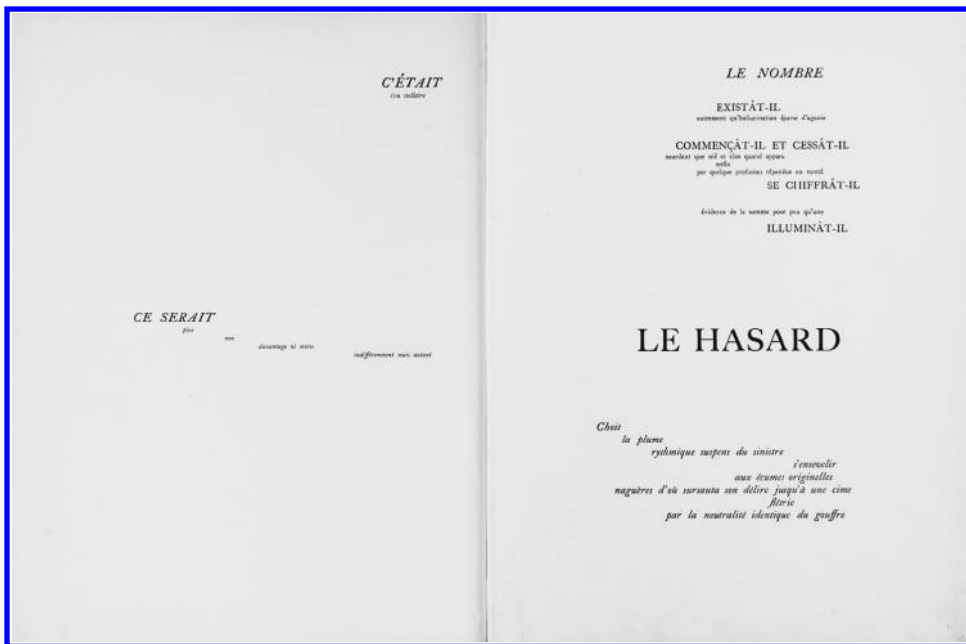 C'ÉTAIT
issu stellaire
CE SERAIT
pire
non
davantage ni moins
indifféremment mais autant
LE NOMBRE
EXISTÂT-IL
autrement qu'hallucination éparse d'agonie
COMMENÇÂT-IL ET CESSÂT-IL
sourdant que nié et clos quand apparu
enfin
par quelque profusion répandue en rareté
SE CHIFFRÂT-IL
évidence de la somme pour peu qu'une
ILLUMINÂT-IL
LE HASARD
Choit
la plume
rythmique suspens du sinistre
s'ensevelir
aux écumes originelles
naguères d'où sursauta son délire jusqu'à une cime
flétrie
par la neutralité identique du gouffre